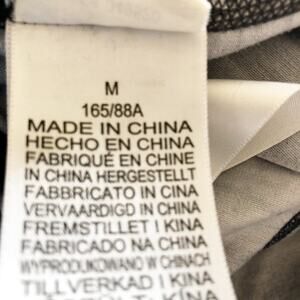 M
165/88A
MADE IN CHINA
HECHO EN CHINA
FABRIQUÉ EN CHINE
IN CHINA HERGESTELLT
FABBRICATO IN CINA
VERVAARDIGD IN CHINA
FREMSTILLET I KINA
FABRICADO NA CHINA
WYPRODUKOWANO W CHINACH
TILLVERKAD I KINA